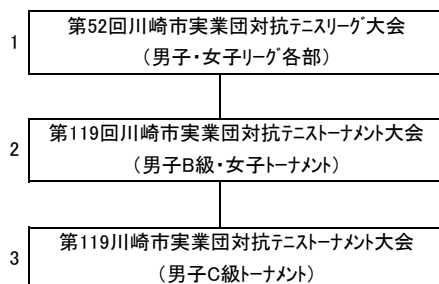 1
第52回川崎市実業団対抗テニスリーグ大会
(男子・女子リーグ各部)
2
第119回川崎市実業団対抗テニストーナメント大会
(男子B級・女子トーナメント)
3
第119川崎市実業団対抗テニストーナメント大会
(男子C級トーナメント)